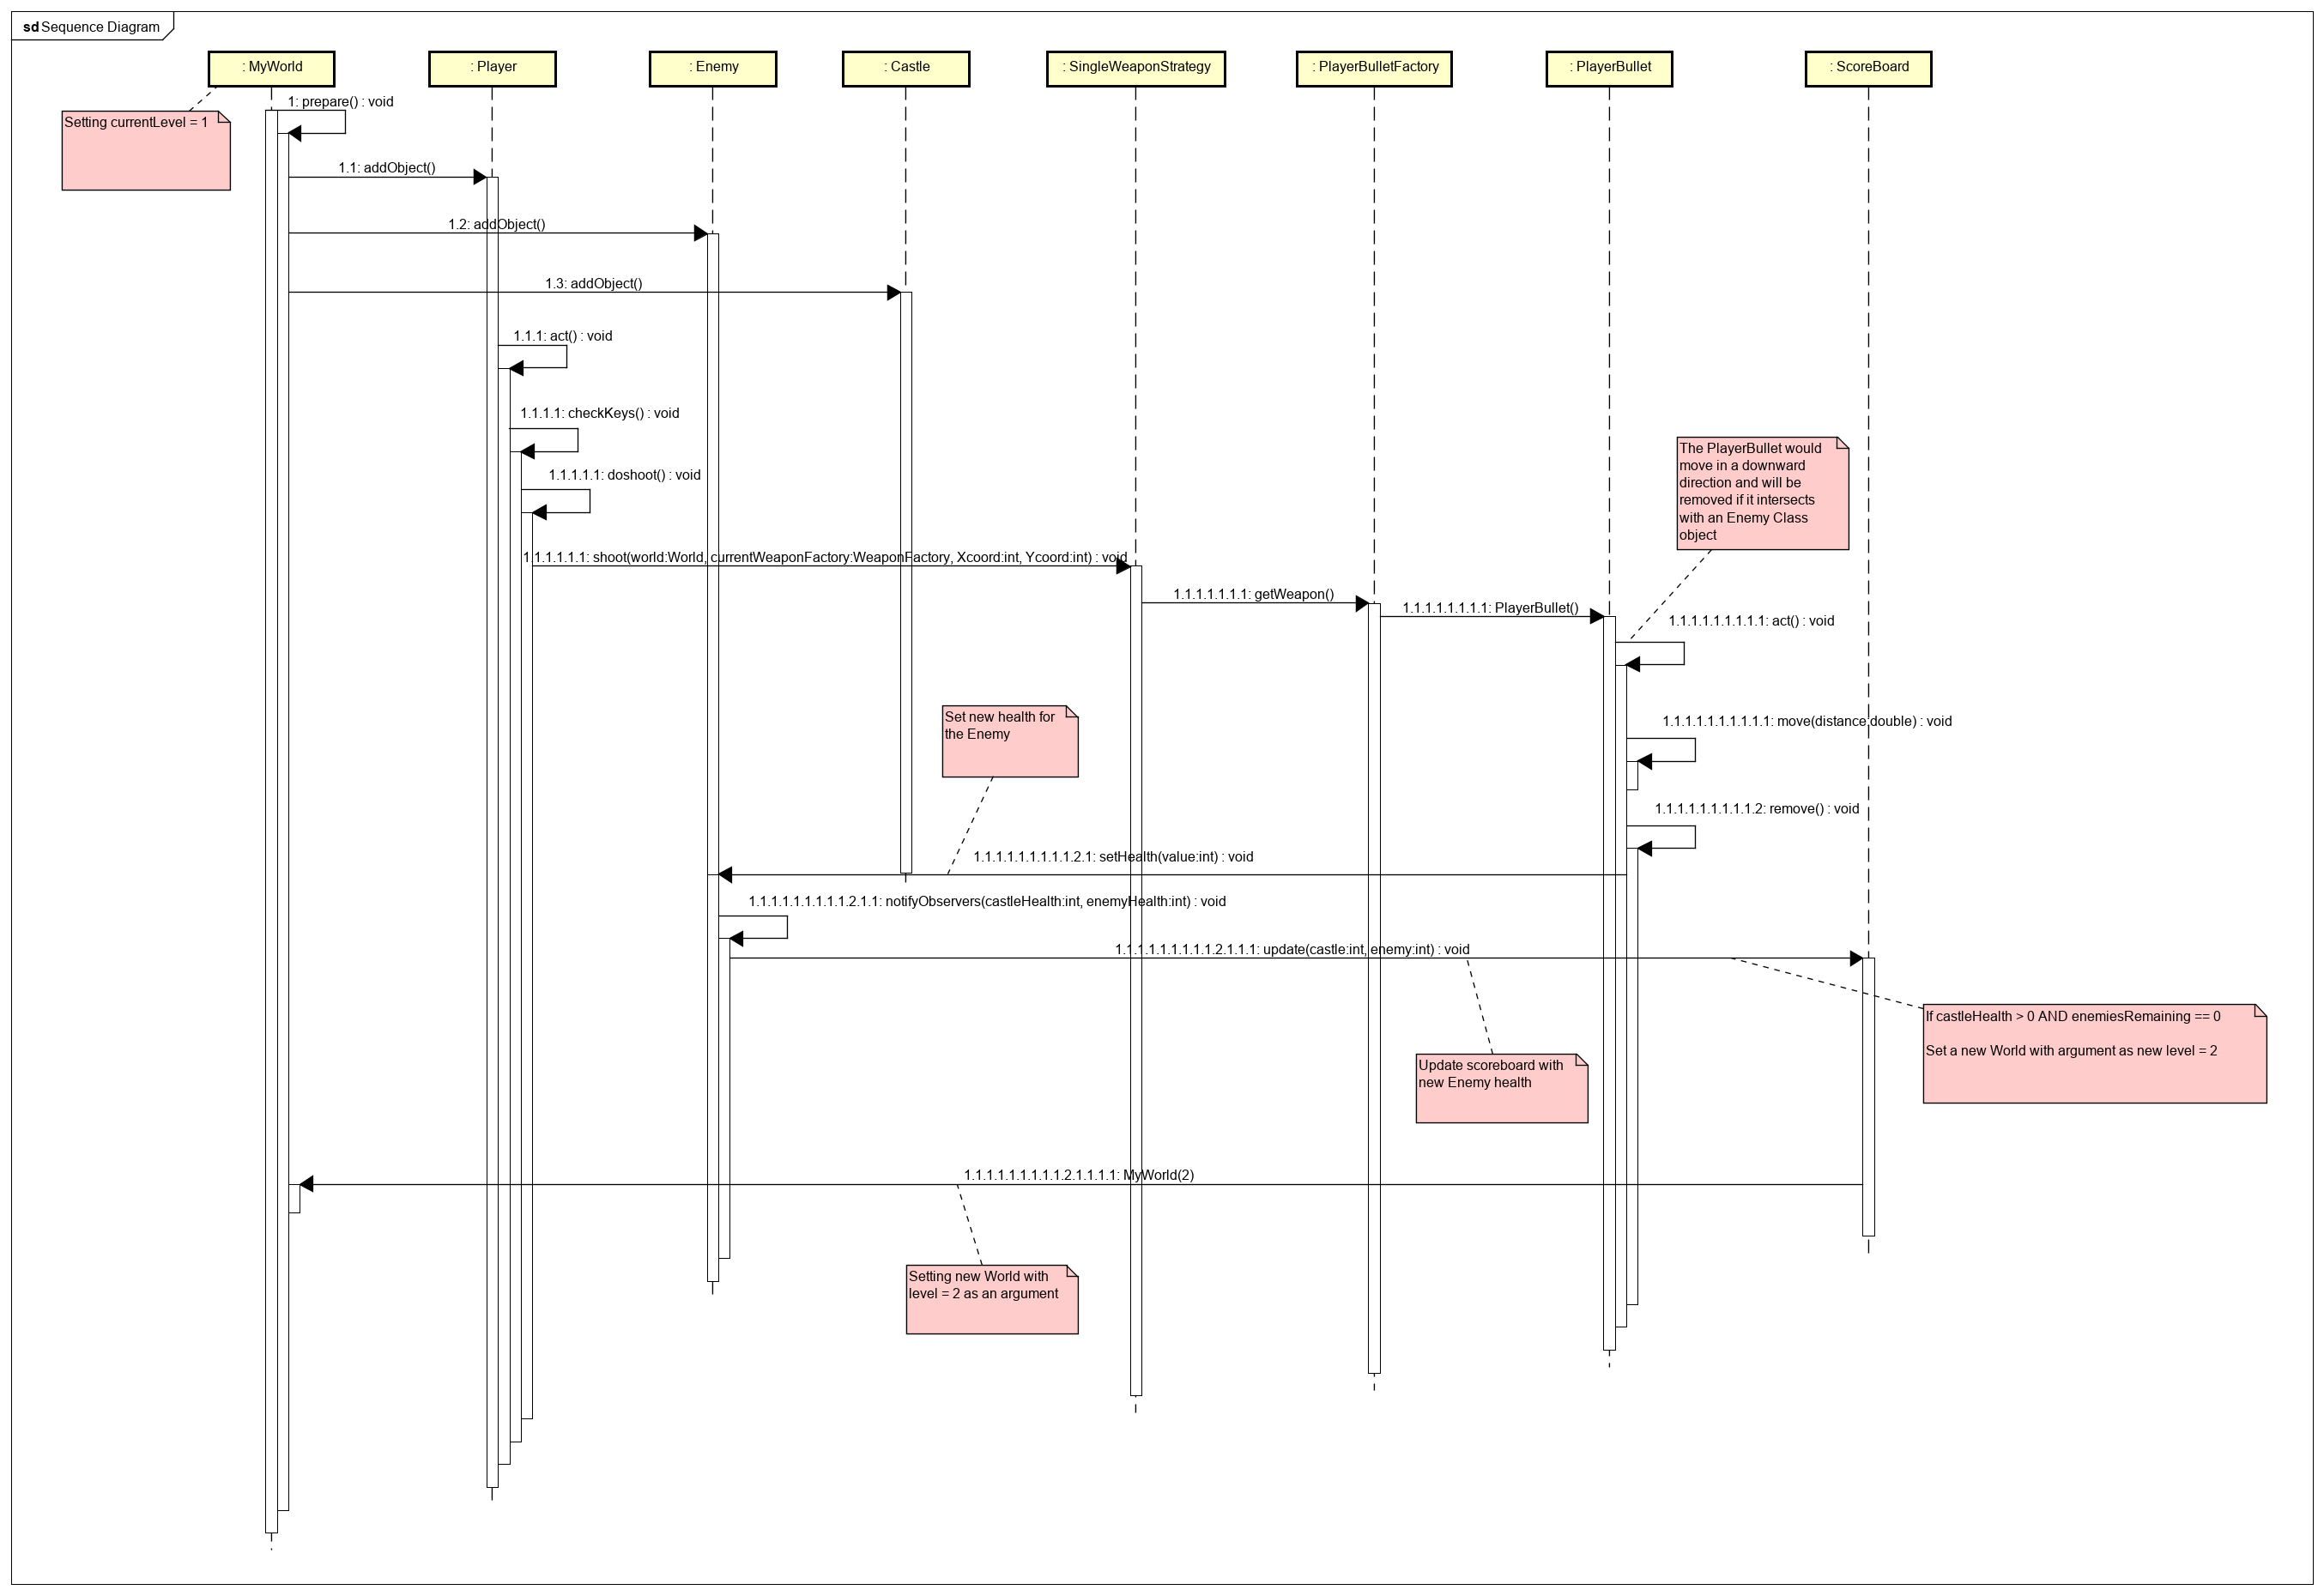 sd Sequence Diagram
: MyWorld
: Player
: Enemy
: Castle
: SingleWeaponStrategy
: PlayerBulletFactory
: PlayerBullet
: ScoreBoard
1: prepare() : void
Setting currentLevel = 1
1.1: addObject()
1.2: addObject()
1.3: addObject()
1.1.1: act() : void
1.1.1.1: checkKeys() : void
1.1.1.1.1: doshoot() : void
The PlayerBullet would
move in a downward
direction and will be
removed if it intersects
with an Enemy Class
object
1.1.1.1.1.1: shoot(world:World, currentWeaponFactory:WeaponFactory, Xcoord:int, Ycoord:int) : void
1.1.1.1.1.1.1: getWeapon()
1.1.1.1.1.1.1.1: PlayerBullet()
1.1.1.1.1.1.1.1.1: act() : void
Set new health for
the Enemy
1.1.1.1.1.1.1.1.1.1: move(distance:double) : void
1.1.1.1.1.1.1.1.1.2: remove() : void
1.1.1.1.1.1.1.1.1.2.1: setHealth(value:int) : void
1.1.1.1.1.1.1.1.1.2.1.1: notifyObservers(castleHealth:int, enemyHealth:int) : void
1.1.1.1.1.1.1.1.1.2.1.1.1: update(castle:int, enemy:int) : void
If castleHealth > 0 AND enemiesRemaining == 0
Set a new World with argument as new level = 2
Update scoreboard with
new Enemy health
1.1.1.1.1.1.1.1.1.2.1.1.1.1: MyWorld(2)
Setting new World with
level = 2 as an argument